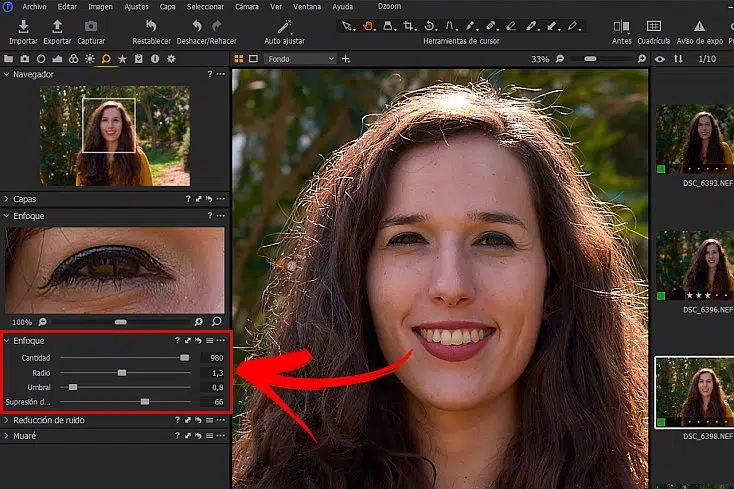 Archivo Editar Imagen Ajustes Capa Seleccionar Cámara Ver Ventana Ayuda Dzoom
Importar Exportar Capturar Restablecer Deshacer/Rehacer Auto ajustar Herramientas de cursor Antes Cuadrícula Aviso de expo
Fondo 33% 1/10
Navegador
Capas
Enfoque
100%
Enfoque
Cantidad 980
Radio 1,3
Umbral 0,8
Supresión d... 66
Reducción de ruido
Muaré
DSC_6393.NEF
DSC_6396.NEF
DSC_6398.NEF